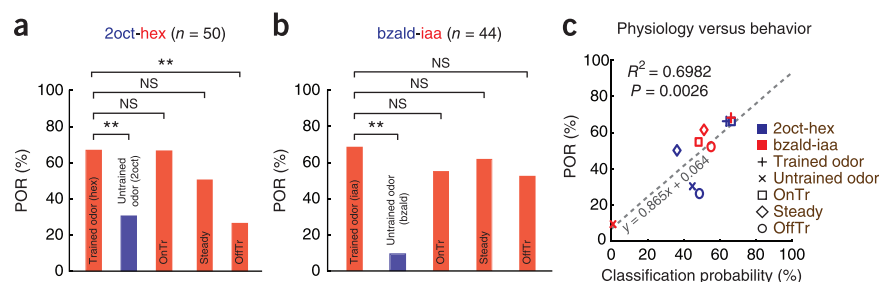 a
2oct-hex (n = 50)
**
NS
NS
**
100
80
60
40
20
0
POR (%)
Trained odor (hex)
Untrained odor (2oct)
OnTr
Steady
OffTr
b
bzald-iaa (n = 44)
NS
NS
NS
**
100
80
60
40
20
0
POR (%)
Trained odor (iaa)
Untrained odor (bzald)
OnTr
Steady
OffTr
c
Physiology versus behavior
R² = 0.6982
P = 0.0026
100
80
60
40
20
0
POR (%)
y = 0.865x + 0.064
2oct-hex
bzald-iaa
Trained odor
Untrained odor
OnTr
Steady
OffTr
0 20 40 60 80 100
Classification probability (%)